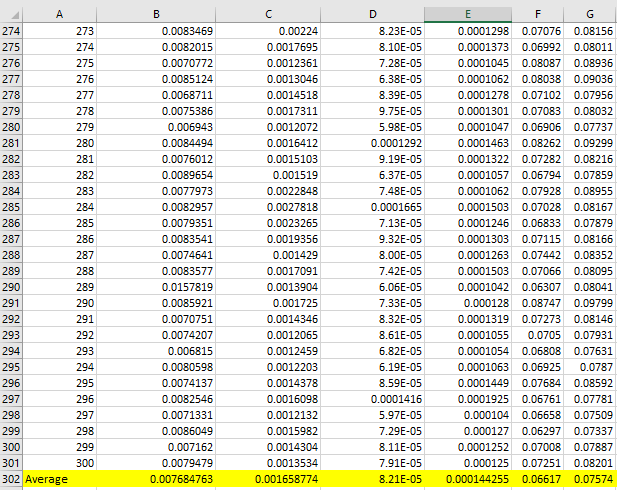 A B C D E F G
274 273 0.0083469 0.00224 8.23E-05 0.0001298 0.07076 0.08156
275 274 0.0082015 0.0017695 8.10E-05 0.0001373 0.06992 0.08011
276 275 0.0070772 0.0012361 7.28E-05 0.0001045 0.08087 0.08936
277 276 0.0085124 0.0013046 6.38E-05 0.0001062 0.08038 0.09036
278 277 0.0068711 0.0014518 8.39E-05 0.0001278 0.07102 0.07956
279 278 0.0075386 0.0017311 9.75E-05 0.0001301 0.07083 0.08032
280 279 0.006943 0.0012072 5.98E-05 0.0001047 0.06906 0.07737
281 280 0.0084494 0.0016412 0.0001292 0.0001463 0.08262 0.09299
282 281 0.0076012 0.0015103 9.19E-05 0.0001322 0.07282 0.08216
283 282 0.0089654 0.001519 6.37E-05 0.0001057 0.06794 0.07859
284 283 0.0077973 0.0022848 7.48E-05 0.0001062 0.07928 0.08955
285 284 0.0082957 0.0027818 0.0001665 0.0001503 0.07028 0.08167
286 285 0.0079351 0.0023265 7.13E-05 0.0001246 0.06833 0.07879
287 286 0.0083541 0.0019356 9.32E-05 0.0001303 0.07115 0.08166
288 287 0.0074641 0.001429 8.00E-05 0.0001263 0.07442 0.08352
289 288 0.0083577 0.0017091 7.42E-05 0.0001503 0.07066 0.08095
290 289 0.0157819 0.0013904 6.06E-05 0.0001042 0.06307 0.08041
291 290 0.0085921 0.001725 7.33E-05 0.000128 0.08747 0.09799
292 291 0.0070751 0.0014346 8.32E-05 0.0001319 0.07273 0.08146
293 292 0.0074207 0.0012065 8.61E-05 0.0001055 0.0705 0.07931
294 293 0.006815 0.0012459 6.82E-05 0.0001054 0.06808 0.07631
295 294 0.0080598 0.0012203 6.19E-05 0.0001063 0.06925 0.0787
296 295 0.0074137 0.0014378 8.59E-05 0.0001449 0.07684 0.08592
297 296 0.0082546 0.0016098 0.0001416 0.0001925 0.06761 0.07781
298 297 0.0071331 0.0012132 5.97E-05 0.000104 0.06658 0.07509
299 298 0.0086049 0.0015982 7.29E-05 0.000127 0.06297 0.07337
300 299 0.007162 0.0014304 8.11E-05 0.0001252 0.07008 0.07887
301 300 0.0079479 0.0013534 7.91E-05 0.000125 0.07251 0.08201
302 Average 0.007684763 0.001658774 8.21E-05 0.000144255 0.06617 0.07574